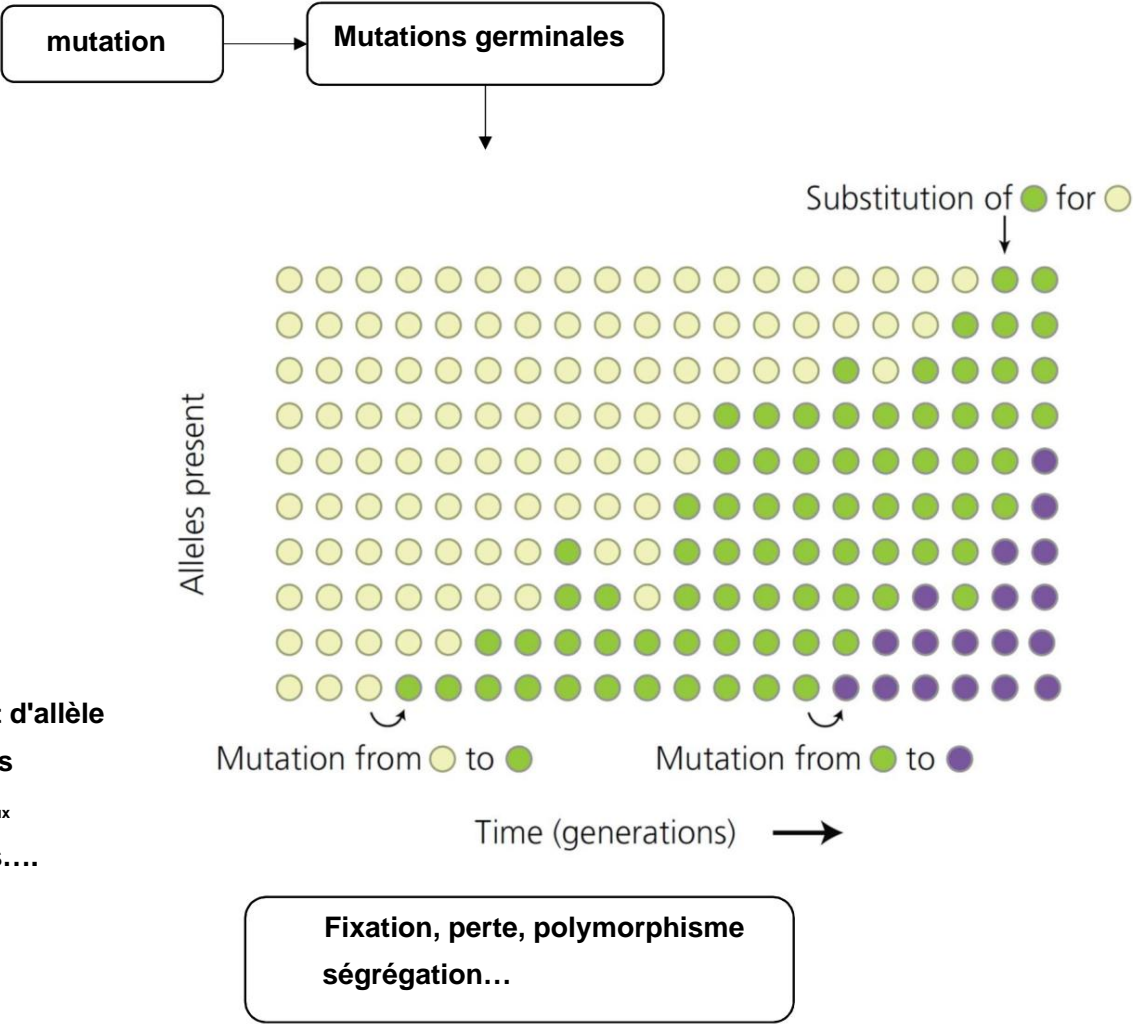 mutation
Mutations germinales
Substitution of for
Alleles present
d'allèle
Mutation from to
Mutation from to
Time (generations)
Fixation, perte, polymorphisme
ségrégation…